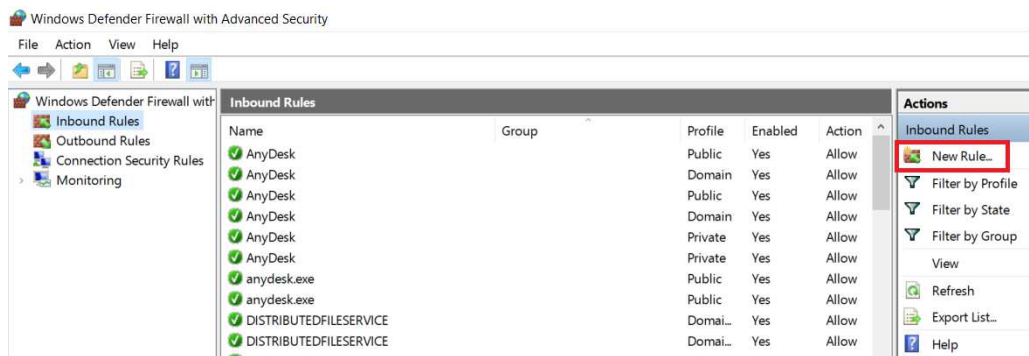 Windows Defender Firewall with Advanced Security
File Action View Help
Windows Defender Firewall with
Inbound Rules
Outbound Rules
Connection Security Rules
Monitoring
Inbound Rules
Name Group Profile Enabled Action
AnyDesk Public Yes Allow
AnyDesk Domain Yes Allow
AnyDesk Public Yes Allow
AnyDesk Domain Yes Allow
AnyDesk Private Yes Allow
AnyDesk Private Yes Allow
anydesk.exe Public Yes Allow
anydesk.exe Public Yes Allow
DISTRIBUTEDFILESERVICE Domai... Yes Allow
DISTRIBUTEDFILESERVICE Domai... Yes Allow
Actions
Inbound Rules
New Rule...
Filter by Profile
Filter by State
Filter by Group
View
Refresh
Export List...
Help